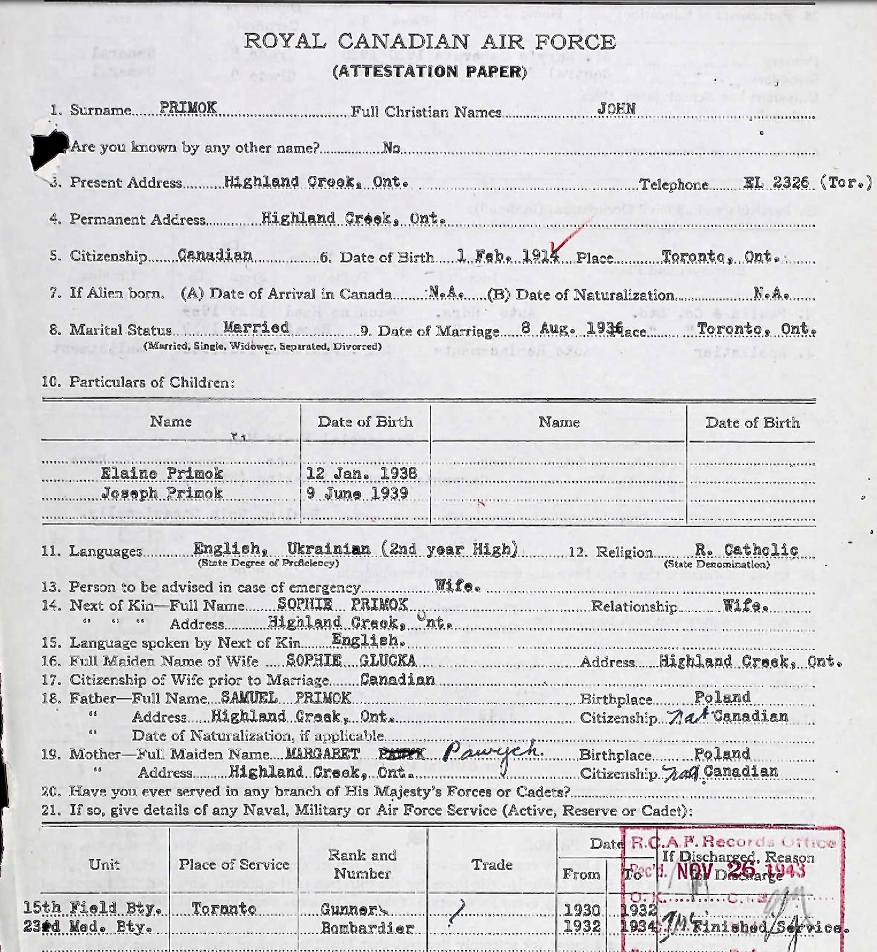 ROYAL CANADIAN AIR FORCE
(ATTESTATION PAPER)
1. Surname PRIMOK Full Christian Names JOHN
Are you known by any other name? No
3. Present Address Highland Creek, Ont. Telephone EL 2326 (Tor.)
4. Permanent Address Highland Creek, Ont.
5. Citizenship Canadian 6. Date of Birth 1 Feb. 1914 Place Toronto, Ont.
7. If Alien born. (A) Date of Arrival in Canada N.A. (B) Date of Naturalization N.A.
8. Marital Status Married 9. Date of Marriage 8 Aug. 1936 Place Toronto, Ont.
(Married, Single, Widower, Separated, Divorced)
10. Particulars of Children:
Name Date of Birth Name Date of Birth
Elaine Primok 12 Jan. 1938
Joseph Primok 9 June 1939
11. Languages English, Ukrainian (2nd year High) 12. Religion R. Catholic
(State Degree of Proficiency) (State Denomination)
13. Person to be advised in case of emergency Wife.
14. Next of Kin—Full Name SOPHIE PRIMOK Relationship Wife.
" " " Address Highland Creek, Ont.
15. Language spoken by Next of Kin English.
16. Full Maiden Name of Wife SOPHIE GLUCKA Address Highland Creek, Ont.
17. Citizenship of Wife prior to Marriage Canadian
18. Father—Full Name SAMUEL PRIMOK Birthplace Poland
" Address Highland Creek, Ont. Citizenship Nat Canadian
" Date of Naturalization, if applicable
19. Mother—Full Maiden Name MARGARET Pawych. Birthplace Poland
" Address Highland Creek, Ont. Citizenship Nat Canadian
20. Have you ever served in any branch of His Majesty's Forces or Cadets?
21. If so, give details of any Naval, Military or Air Force Service (Active, Reserve or Cadet):
Unit Place of Service Rank and Number Trade Date From To If Discharged, Reason for Discharge
R.C.A.F. Records Office
Rec'd. NOV 26 1943
O.K.
15th Field Bty. Toronto Gunner 1930 1932
23rd Med. Bty. Bombardier 1932 1934 Finished/Service.